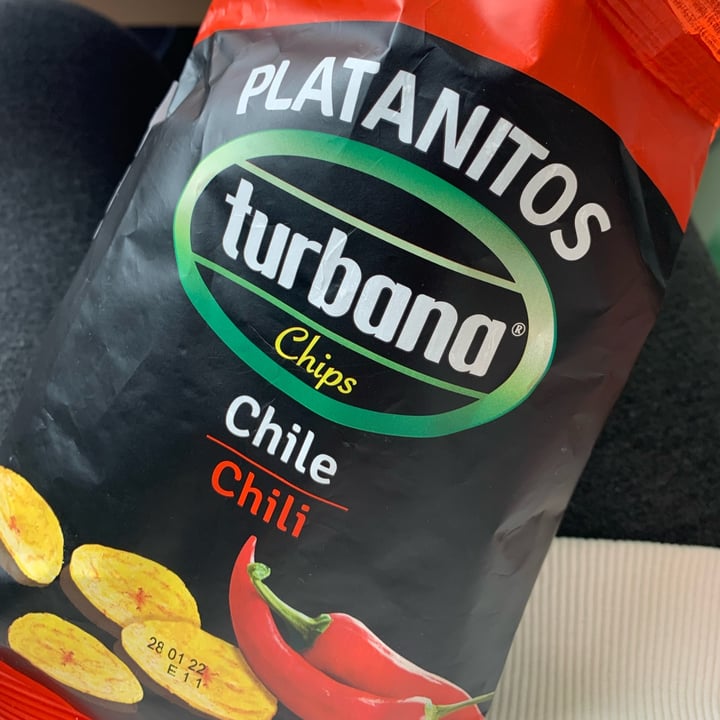 PLATANITOS
turbana®
Chips
Chile
Chili
28 01 22
E 11